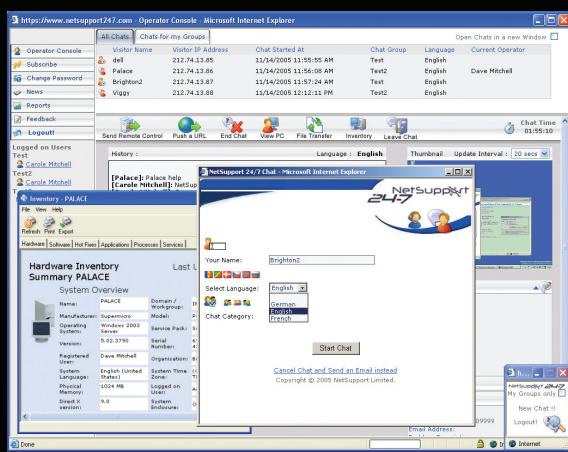 https://www.netsupport247.com - Operator Console - Microsoft Internet Explorer
All Chats
Chats for my Groups
Open Chats in a new Window
Visitor Name Visitor IP Address Chat Started At Chat Group Language Current Operator
dell 212.74.13.85 11/14/2005 11:55:55 AM Test English
Palace 212.74.13.86 11/14/2005 11:56:08 AM Test2 English Dave Mitchell
Brighton2 212.74.13.87 11/14/2005 11:57:24 AM Test English
Viggy 212.74.13.88 11/14/2005 12:12:11 PM Test2 English
Operator Console
Subscribe
Change Password
News
Reports
Feedback
Logout!
Logged on Users
Test
Carole Mitchell
Test2
Carole Mitchell
Send Remote Control Push a URL End Chat View PC File Transfer Inventory Leave Chat
Chat Time
01:55:10
History : Language : English
Thumbnail Update Interval : 20 secs
[Palace]: Palace help
[Carole Mitchell]: NetSup
Inventory - PALACE
File View Help
Refresh Print Export
Hardware Software Hot Fixes Applications Processes Services
Hardware Inventory Last
Summary PALACE
System Overview
Name: PALACE Domain / Workgroup:
Manufacturer: Supermicro Model:
Operating System: Windows 2003 Server Service Pack:
Version: 5.02.3790 Serial Number:
Registered User: Dave Mitchell Organisation:
System Language: English (United States) System Time Zone:
Physical Memory: 1024 MB Logged on User:
Direct X version: 9.0 System Enclosure:
NetSupport 24/7 Chat - Microsoft Internet Explorer
NetSupport
24-7
Your Name: Brighton2
Select Language: English
German
English
French
Chat Category:
Start Chat
Cancel Chat and Send an Email instead
Copyright © 2005 NetSupport Limited.
09999
Email Address:
h...
NetSupport 24-7
My Groups only
New Chat !!
Logout!
Internet
Done